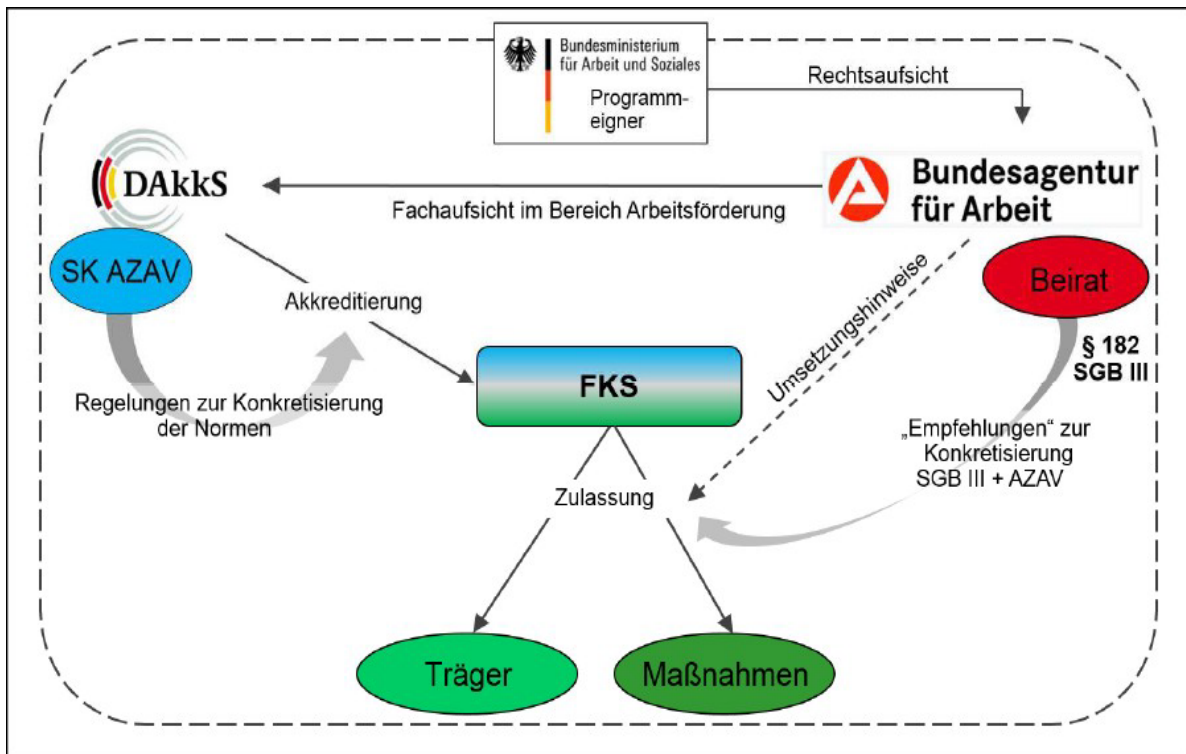 Bundesministerium
für Arbeit und Soziales
Programm-
eigner
Rechtsaufsicht
DAkkS
Bundesagentur
für Arbeit
Fachaufsicht im Bereich Arbeitsförderung
SK AZAV
Beirat
Akkreditierung
Umsetzungshinweise
§ 182
SGB III
FKS
Regelungen zur Konkretisierung
der Normen
„Empfehlungen“ zur
Konkretisierung
SGB III + AZAV
Zulassung
Träger
Maßnahmen